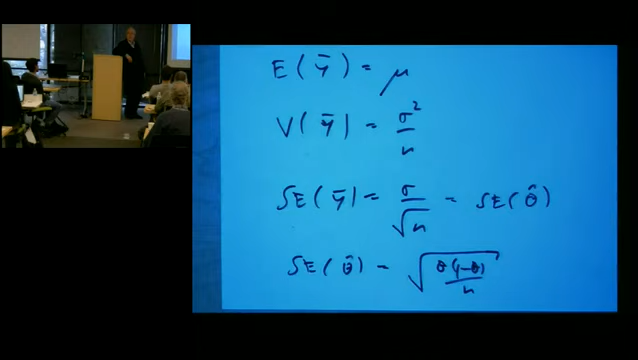 E(ȳ) = μ
V(ȳ) = σ²/n
SE(ȳ) = σ/√n = SE(θ̂)
SE(θ̂) = √(θ(1-θ)/n)